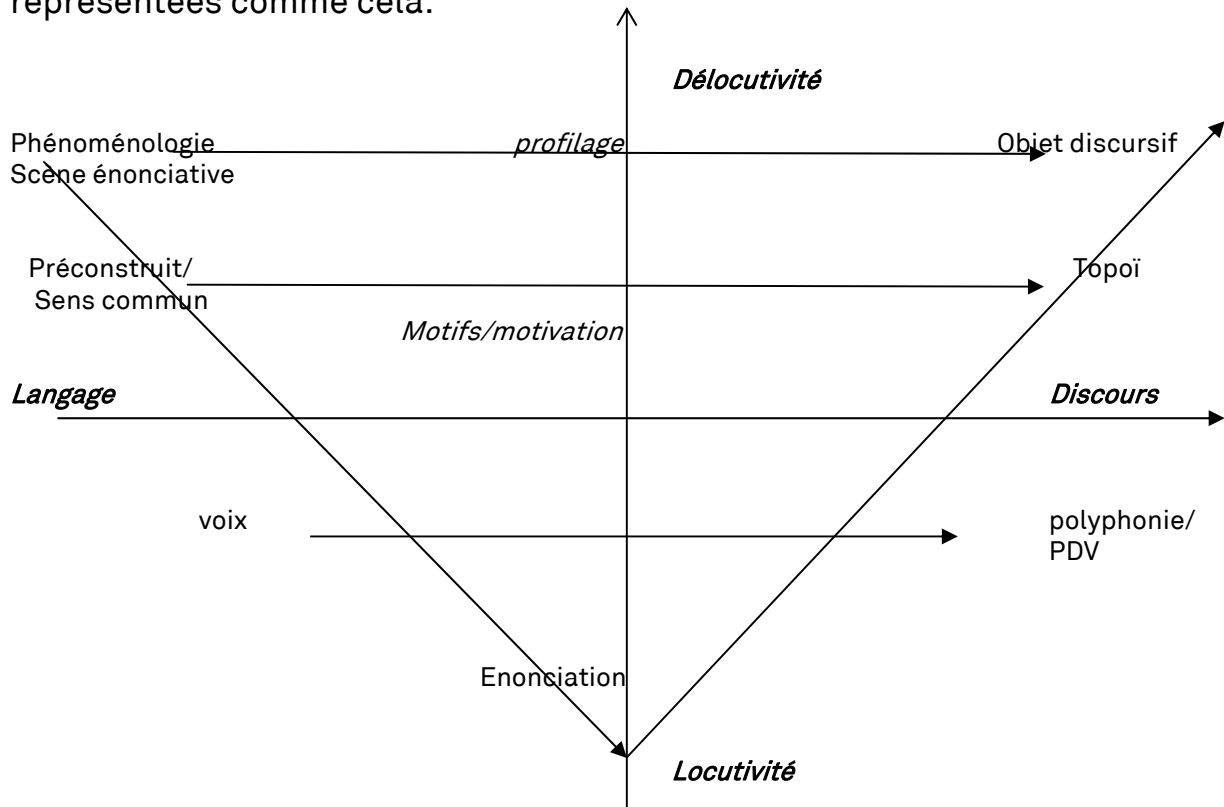 représentées comme cela.
Délocutivité
Phénoménologie
Scène énonciative
profilage
Objet discursif
Préconstruit/
Sens commun
Topoï
Motifs/motivation
Langage
Discours
voix
polyphonie/
PDV
Enonciation
Locutivité